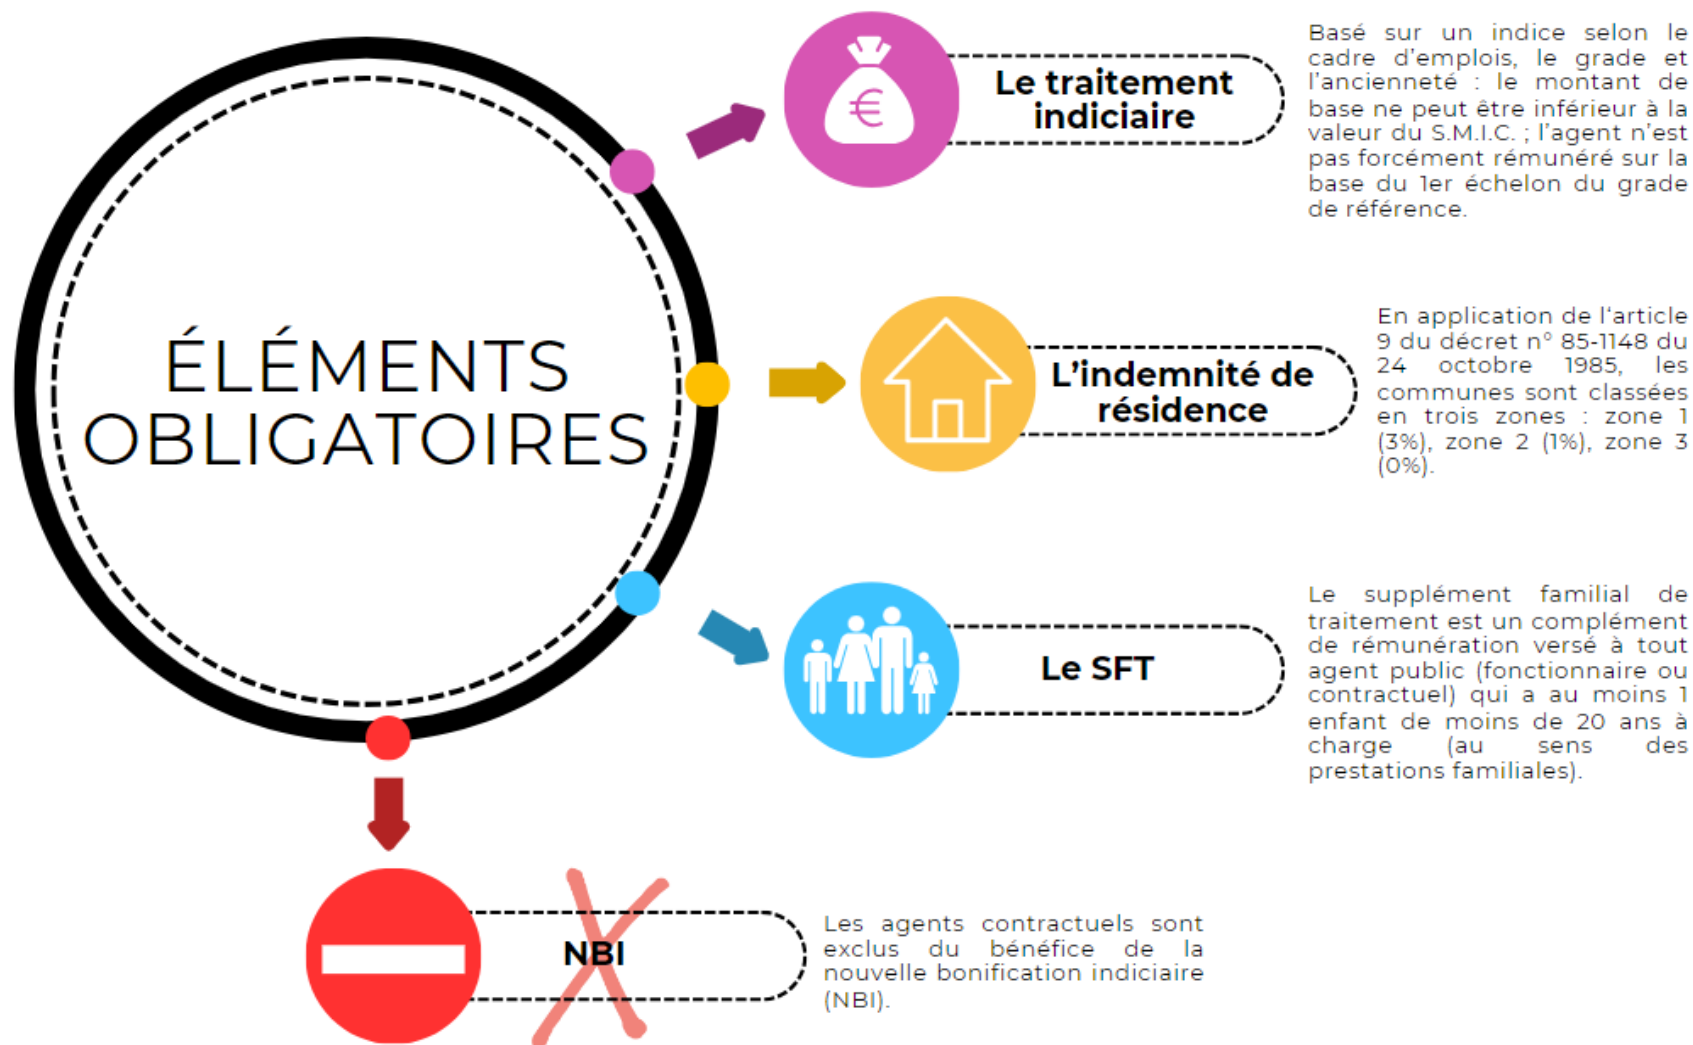 ÉLÉMENTS
OBLIGATOIRES
€
Le traitement
indiciaire
Basé sur un indice selon le
cadre d'emplois, le grade et
l'ancienneté : le montant de
base ne peut être inférieur à la
valeur du S.M.I.C. ; l'agent n'est
pas forcément rémunéré sur la
base du 1er échelon du grade
de référence.
L'indemnité de
résidence
En application de l'article
9 du décret n° 85-1148 du
24 octobre 1985, les
communes sont classées
en trois zones : zone 1
(3%), zone 2 (1%), zone 3
(0%).
Le SFT
Le supplément familial de
traitement est un complément
de rémunération versé à tout
agent public (fonctionnaire ou
contractuel) qui a au moins 1
enfant de moins de 20 ans à
charge (au sens des
prestations familiales).
NBI
Les agents contractuels sont
exclus du bénéfice de la
nouvelle bonification indiciaire
(NBI).